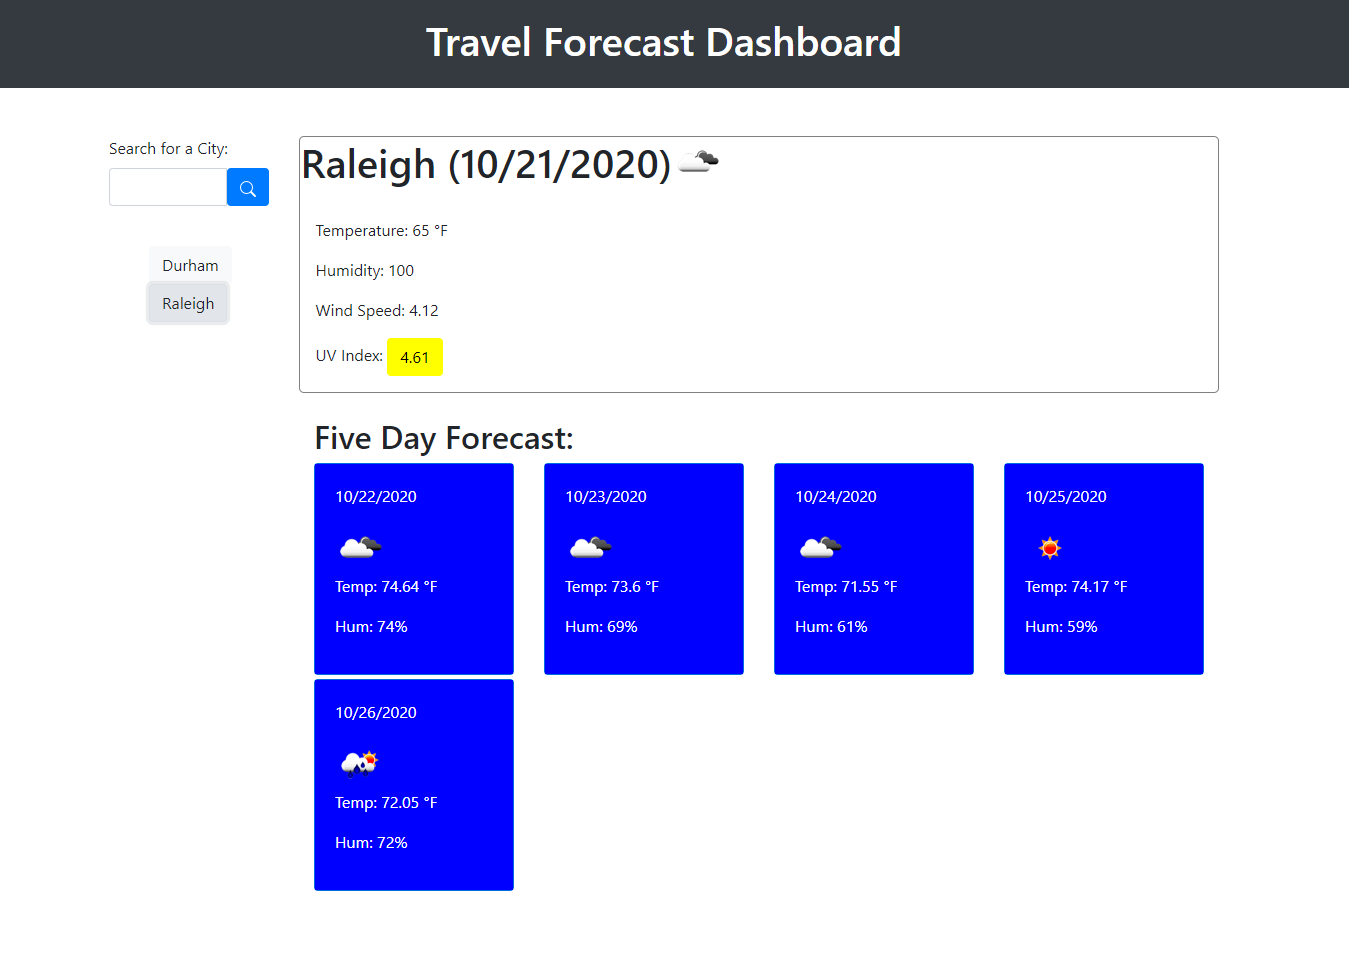 Travel Forecast Dashboard
Search for a City:
Durham
Raleigh
Raleigh (10/21/2020)
Temperature: 65 °F
Humidity: 100
Wind Speed: 4.12
UV Index: 4.61
Five Day Forecast:
10/22/2020
Temp: 74.64 °F
Hum: 74%
10/23/2020
Temp: 73.6 °F
Hum: 69%
10/24/2020
Temp: 71.55 °F
Hum: 61%
10/25/2020
Temp: 74.17 °F
Hum: 59%
10/26/2020
Temp: 72.05 °F
Hum: 72%